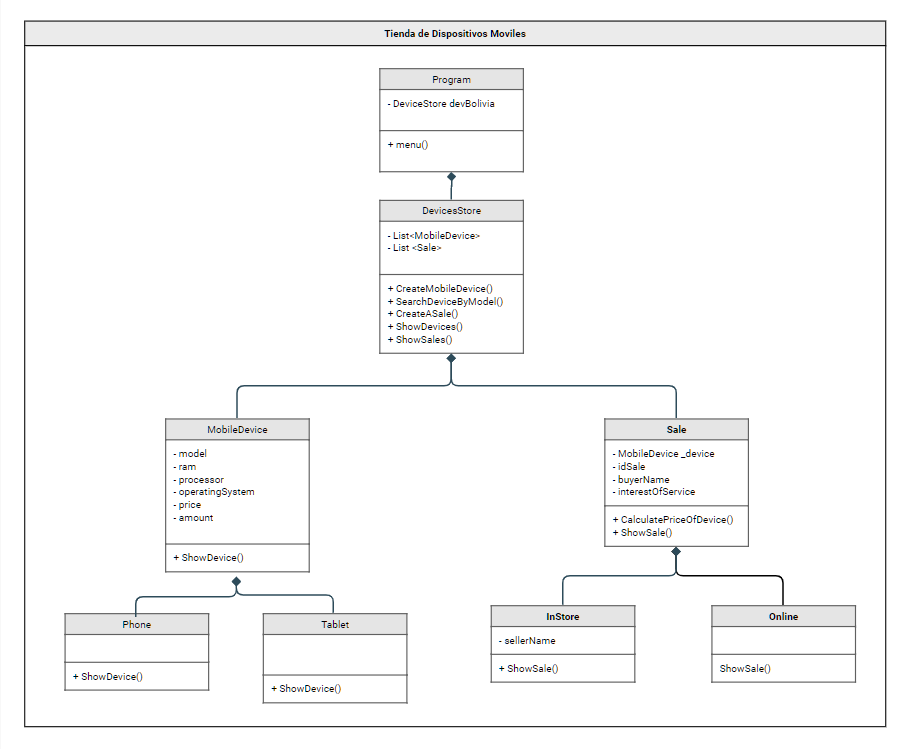 Tienda de Dispositivos Moviles
Program
- DeviceStore devBolivia
+ menu()
DevicesStore
- List<MobileDevice>
- List <Sale>
+ CreateMobileDevice()
+ SearchDeviceByModel()
+ CreateASale()
+ ShowDevices()
+ ShowSales()
MobileDevice
- model
- ram
- processor
- operatingSystem
- price
- amount
+ ShowDevice()
Sale
- MobileDevice _device
- idSale
- buyerName
- interestOfService
+ CalculatePriceOfDevice()
+ ShowSale()
Phone
+ ShowDevice()
Tablet
+ ShowDevice()
InStore
- sellerName
+ ShowSale()
Online
ShowSale()